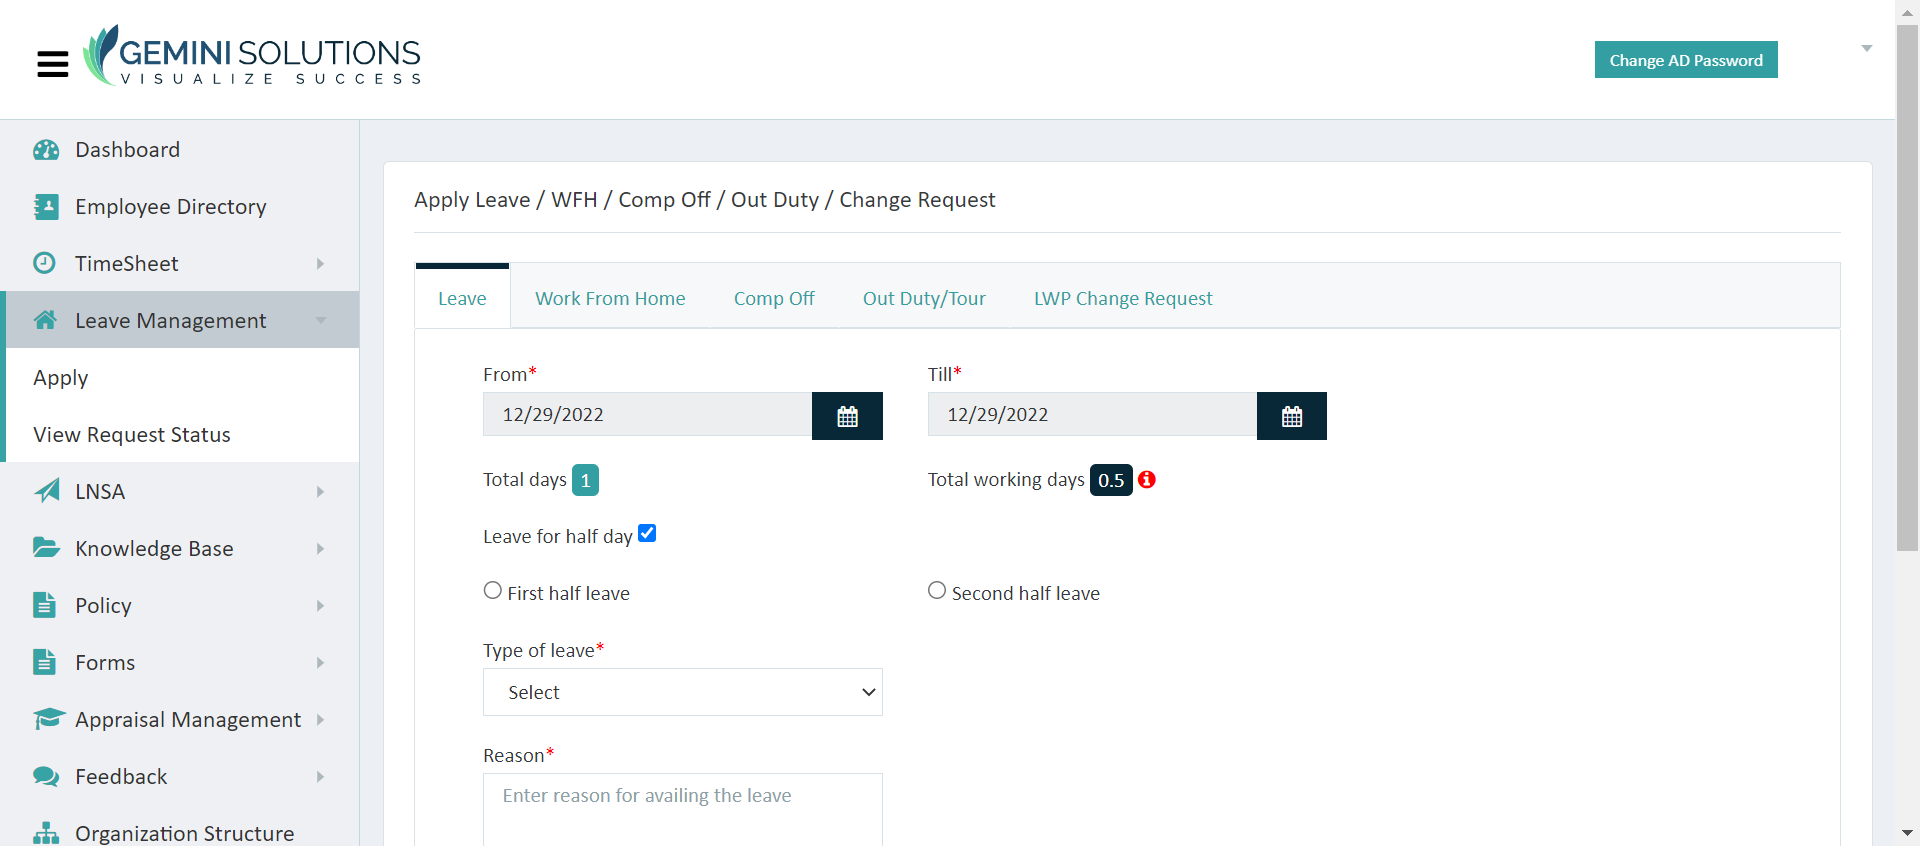 GEMINI SOLUTIONS
VISUALIZE SUCCESS
Change AD Password
Dashboard
Employee Directory
TimeSheet
Leave Management
Apply
View Request Status
LNSA
Knowledge Base
Policy
Forms
Appraisal Management
Feedback
Organization Structure
Apply Leave / WFH / Comp Off / Out Duty / Change Request
Leave Work From Home Comp Off Out Duty/Tour LWP Change Request
From* Till*
12/29/2022 12/29/2022
Total days 1 Total working days 0.5
Leave for half day
First half leave Second half leave
Type of leave*
Select
Reason*
Enter reason for availing the leave